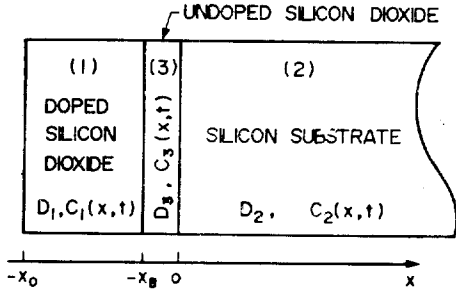 UNDOPED SILICON DIOXIDE
(1)
(3)
(2)
DOPED
SILICON
DIOXIDE
D₁,C₁(x,t)
D₃, C₃(x,t)
SILICON SUBSTRATE
D₂, C₂(x,t)
-x₀
-x_B
0
x